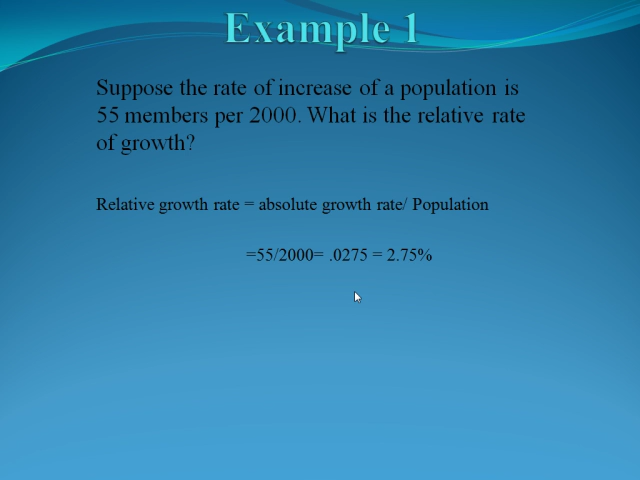 Example 1
Suppose the rate of increase of a population is
55 members per 2000. What is the relative rate
of growth?
Relative growth rate = absolute growth rate/ Population
=55/2000= .0275 = 2.75%